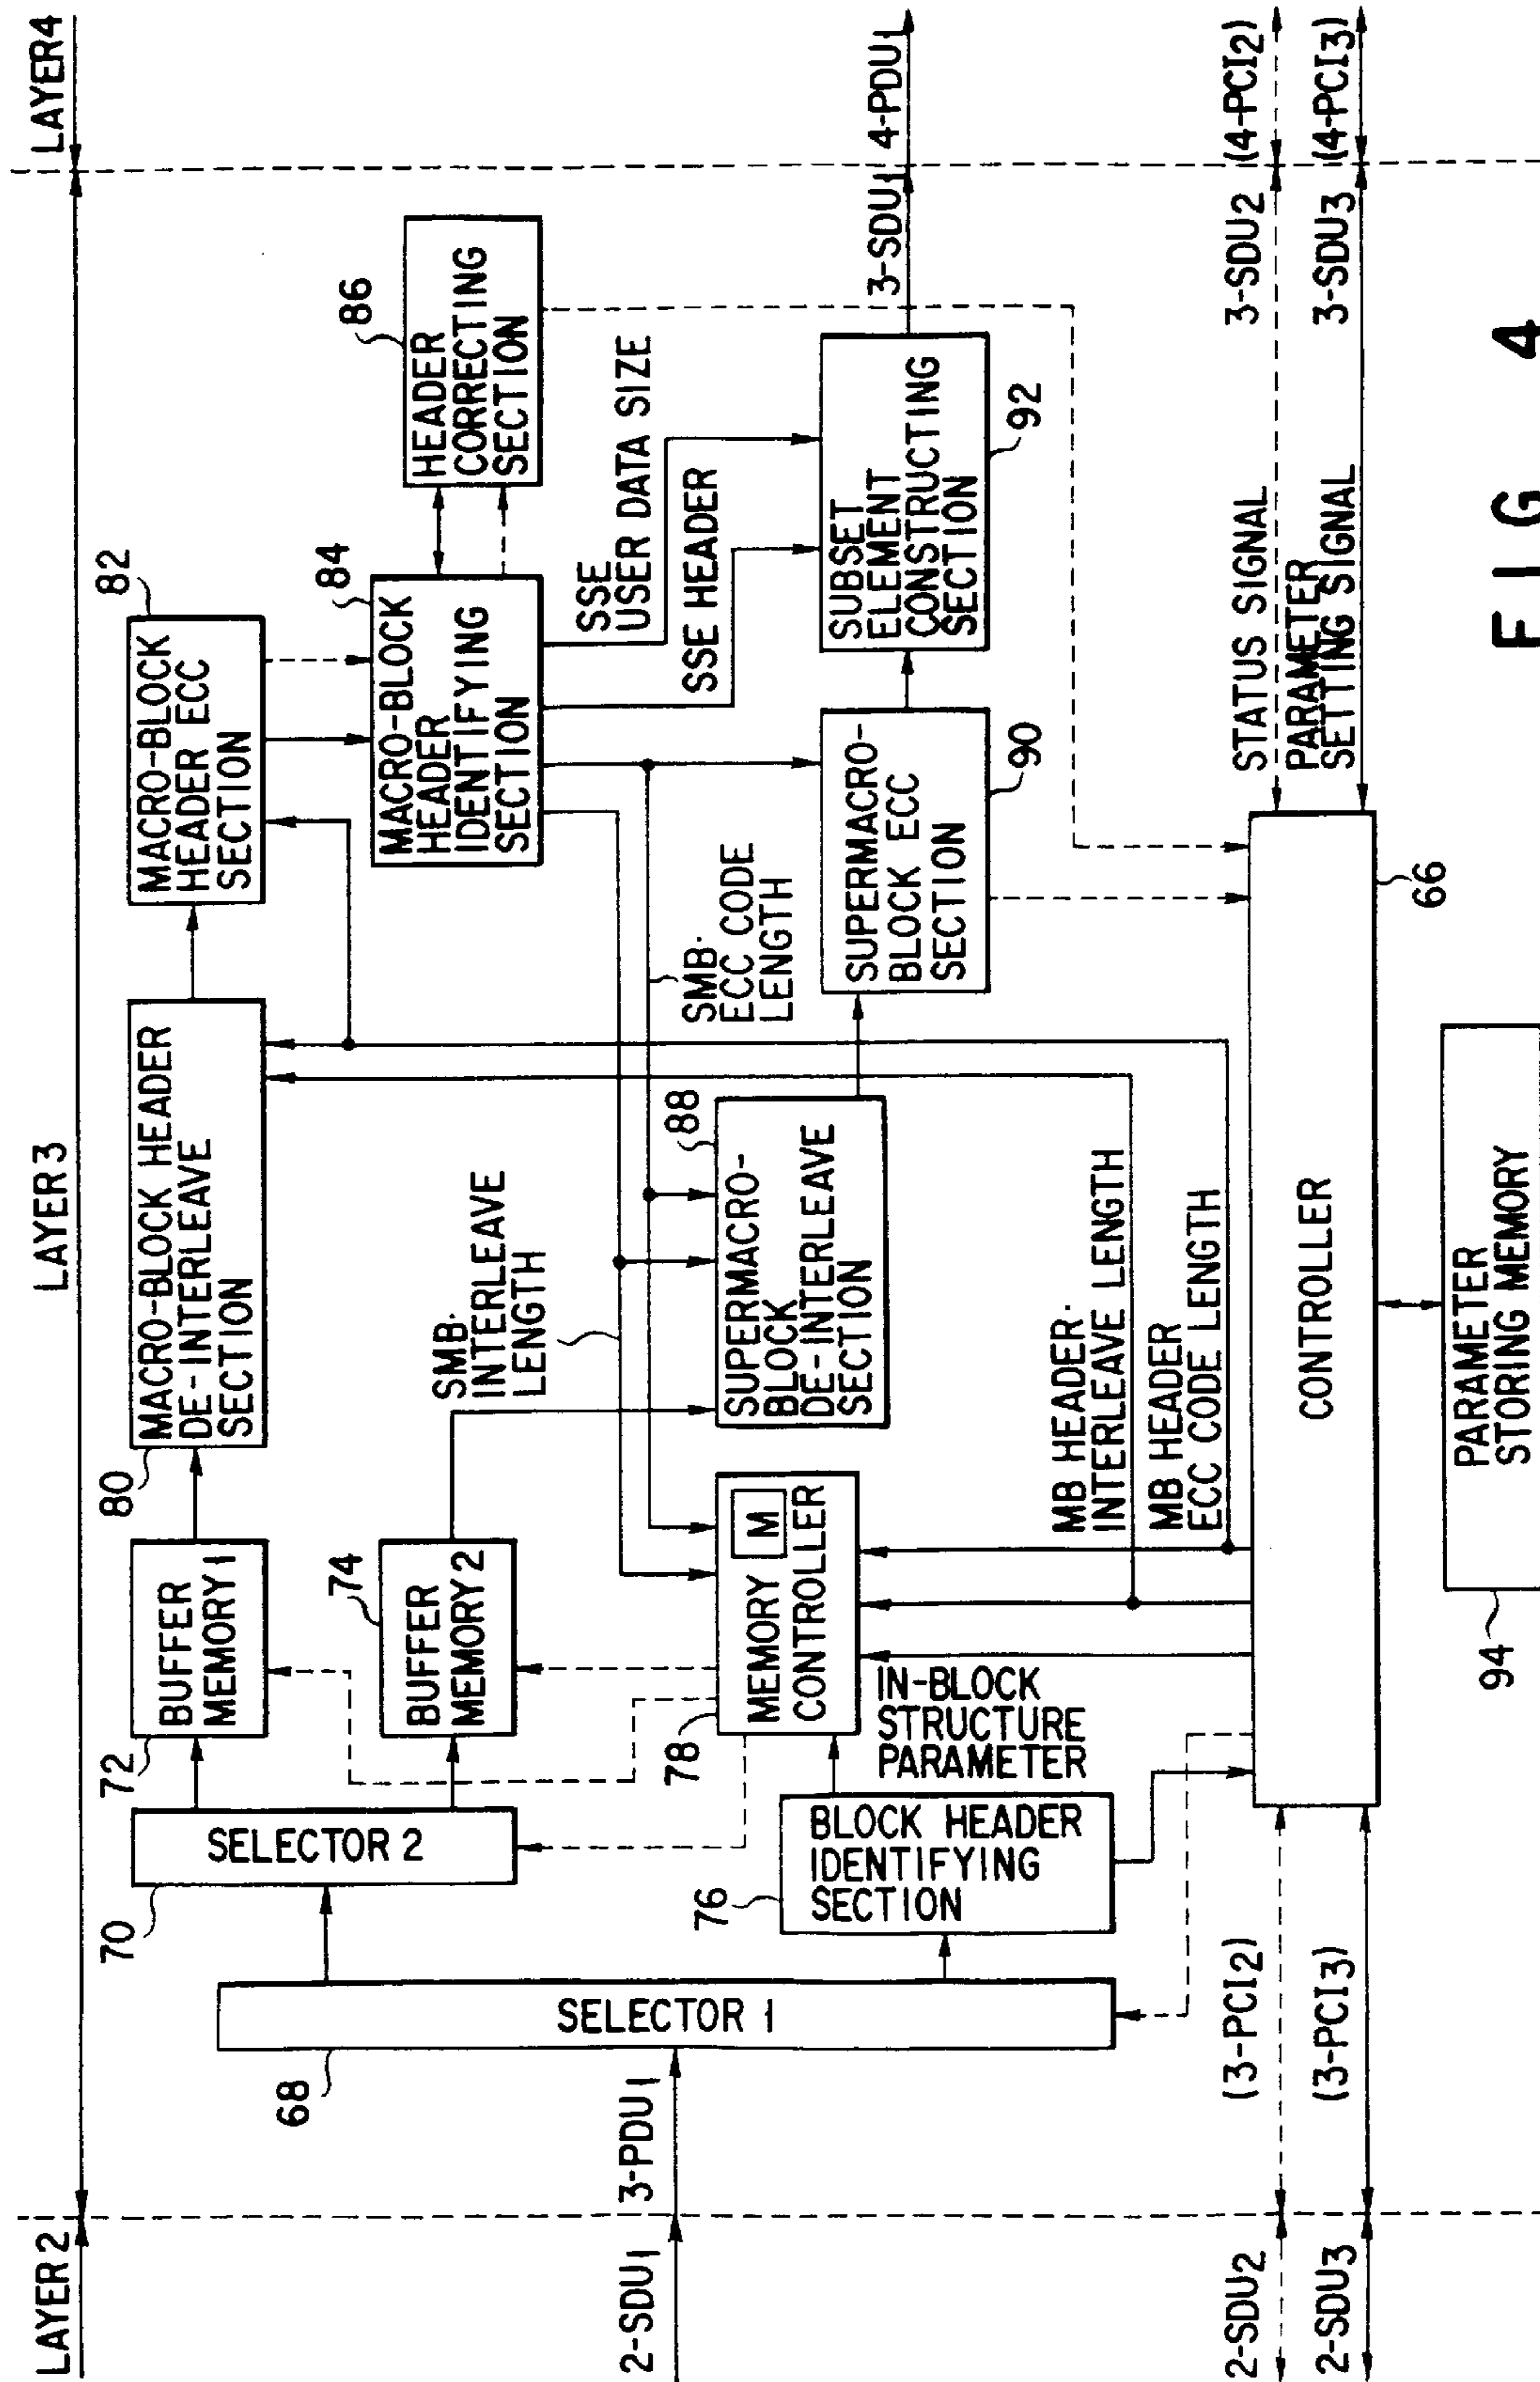 LAYER2
LAYER3
LAYER4
80
MACRO-BLOCK HEADER
DE-INTERLEAVE
SECTION
82
MACRO-BLOCK
HEADER ECC
SECTION
72
BUFFER
MEMORY 1
70
SELECTOR 2
74
BUFFER
MEMORY 2
84
MACRO-BLOCK
HEADER
IDENTIFYING
SECTION
86
HEADER
CORRECTING
SECTION
68
SELECTOR 1
SMB·
INTERLEAVE
LENGTH
SMB·
ECC CODE
LENGTH
SSE
USER DATA SIZE
SSE HEADER
2-SDU1
3-PDU1
76
BLOCK HEADER
IDENTIFYING
SECTION
78
MEMORY
M
CONTROLLER
88
SUPERMACRO-
BLOCK
DE-INTERLEAVE
SECTION
SUPERMACRO-
BLOCK ECC
SECTION
90
SUBSET
ELEMENT
CONSTRUCTING
SECTION
92
3-SDU1
4-PDU1
IN-BLOCK
STRUCTURE
PARAMETER
MB HEADER·
INTERLEAVE LENGTH
MB HEADER
ECC CODE LENGTH
2-SDU2
(3-PCI2)
STATUS SIGNAL
3-SDU2
(4-PCI2)
2-SDU3
(3-PCI3)
PARAMETER
SETTING SIGNAL
3-SDU3
(4-PCI3)
CONTROLLER
66
94
PARAMETER
STORING MEMORY
FIG 4